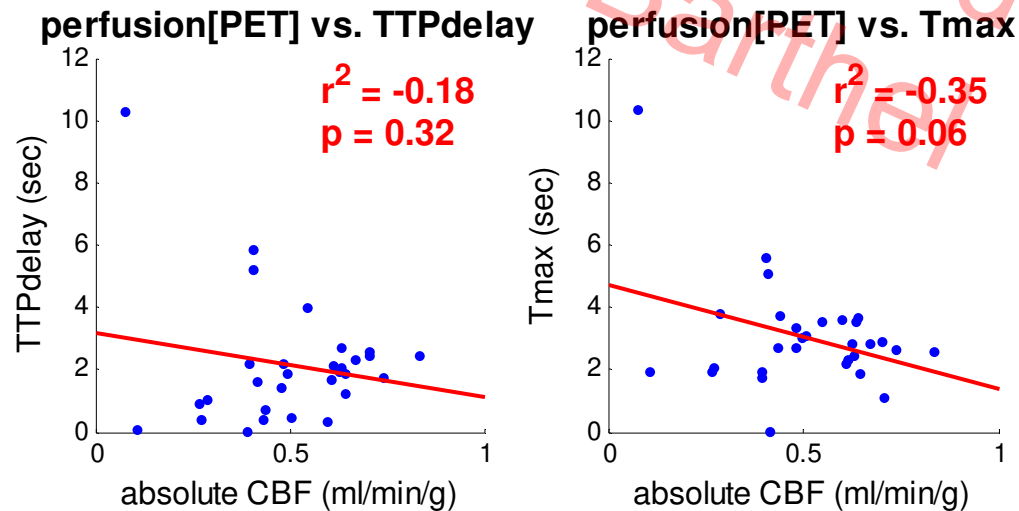 perfusion[PET] vs. TTPdelay
r² = -0.18
p = 0.32
12
10
8
6
4
2
0
TTPdelay (sec)
0
0.5
1
absolute CBF (ml/min/g)
perfusion[PET] vs. Tmax
r² = -0.35
p = 0.06
12
10
8
6
4
2
0
Tmax (sec)
0
0.5
1
absolute CBF (ml/min/g)
Barthel